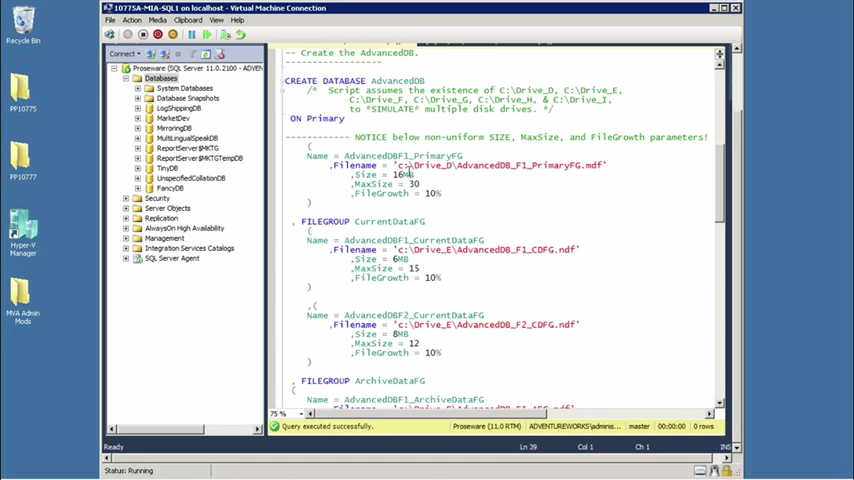 10775A-MIA-SQL1 on localhost - Virtual Machine Connection
File Action Media Clipboard View Help
Recycle Bin
PP10775
PP10777
Hyper-V
Manager
MVA Admin
Mods
Connect
Proseware (SQL Server 11.0.2100 - ADVEN
Databases
System Databases
Database Snapshots
LogShippingDB
MarketDev
MirroringDB
MultiLingualSpeakDB
ReportServer$MKTG
ReportServer$MKTGTempDB
TinyDB
UnspecifiedCollationDB
FancyDB
Security
Server Objects
Replication
AlwaysOn High Availability
Management
Integration Services Catalogs
SQL Server Agent
-- Create the AdvancedDB.
--------------------
CREATE DATABASE AdvancedDB
/* Script assumes the existence of C:\Drive_D, C:\Drive_E,
C:\Drive_F, C:\Drive_G, C:\Drive_H, & C:\Drive_I,
to *SIMULATE* multiple disk drives. */
ON Primary
------------ NOTICE below non-uniform SIZE, MaxSize, and FileGrowth parameters!
(
Name = AdvancedDBF1_PrimaryFG
,Filename = 'c:\Drive_D\AdvancedDB_F1_PrimaryFG.mdf'
,Size = 16MB
,MaxSize = 30
,FileGrowth = 10%
)
, FILEGROUP CurrentDataFG
(
Name = AdvancedDBF1_CurrentDataFG
,Filename = 'c:\Drive_E\AdvancedDB_F1_CDFG.ndf'
,Size = 6MB
,MaxSize = 15
,FileGrowth = 10%
)
,(
Name = AdvancedDBF2_CurrentDataFG
,Filename = 'c:\Drive_E\AdvancedDB_F2_CDFG.ndf'
,Size = 8MB
,MaxSize = 12
,FileGrowth = 10%
)
, FILEGROUP ArchiveDataFG
(
Name = AdvancedDBF1_ArchiveDataFG
75 %
Query executed successfully. Proseware (11.0 RTM) ADVENTUREWORKS\adminis... master 00:00:00 0 rows
Ready Ln 39 Col 1 Ch 1 INS
Status: Running